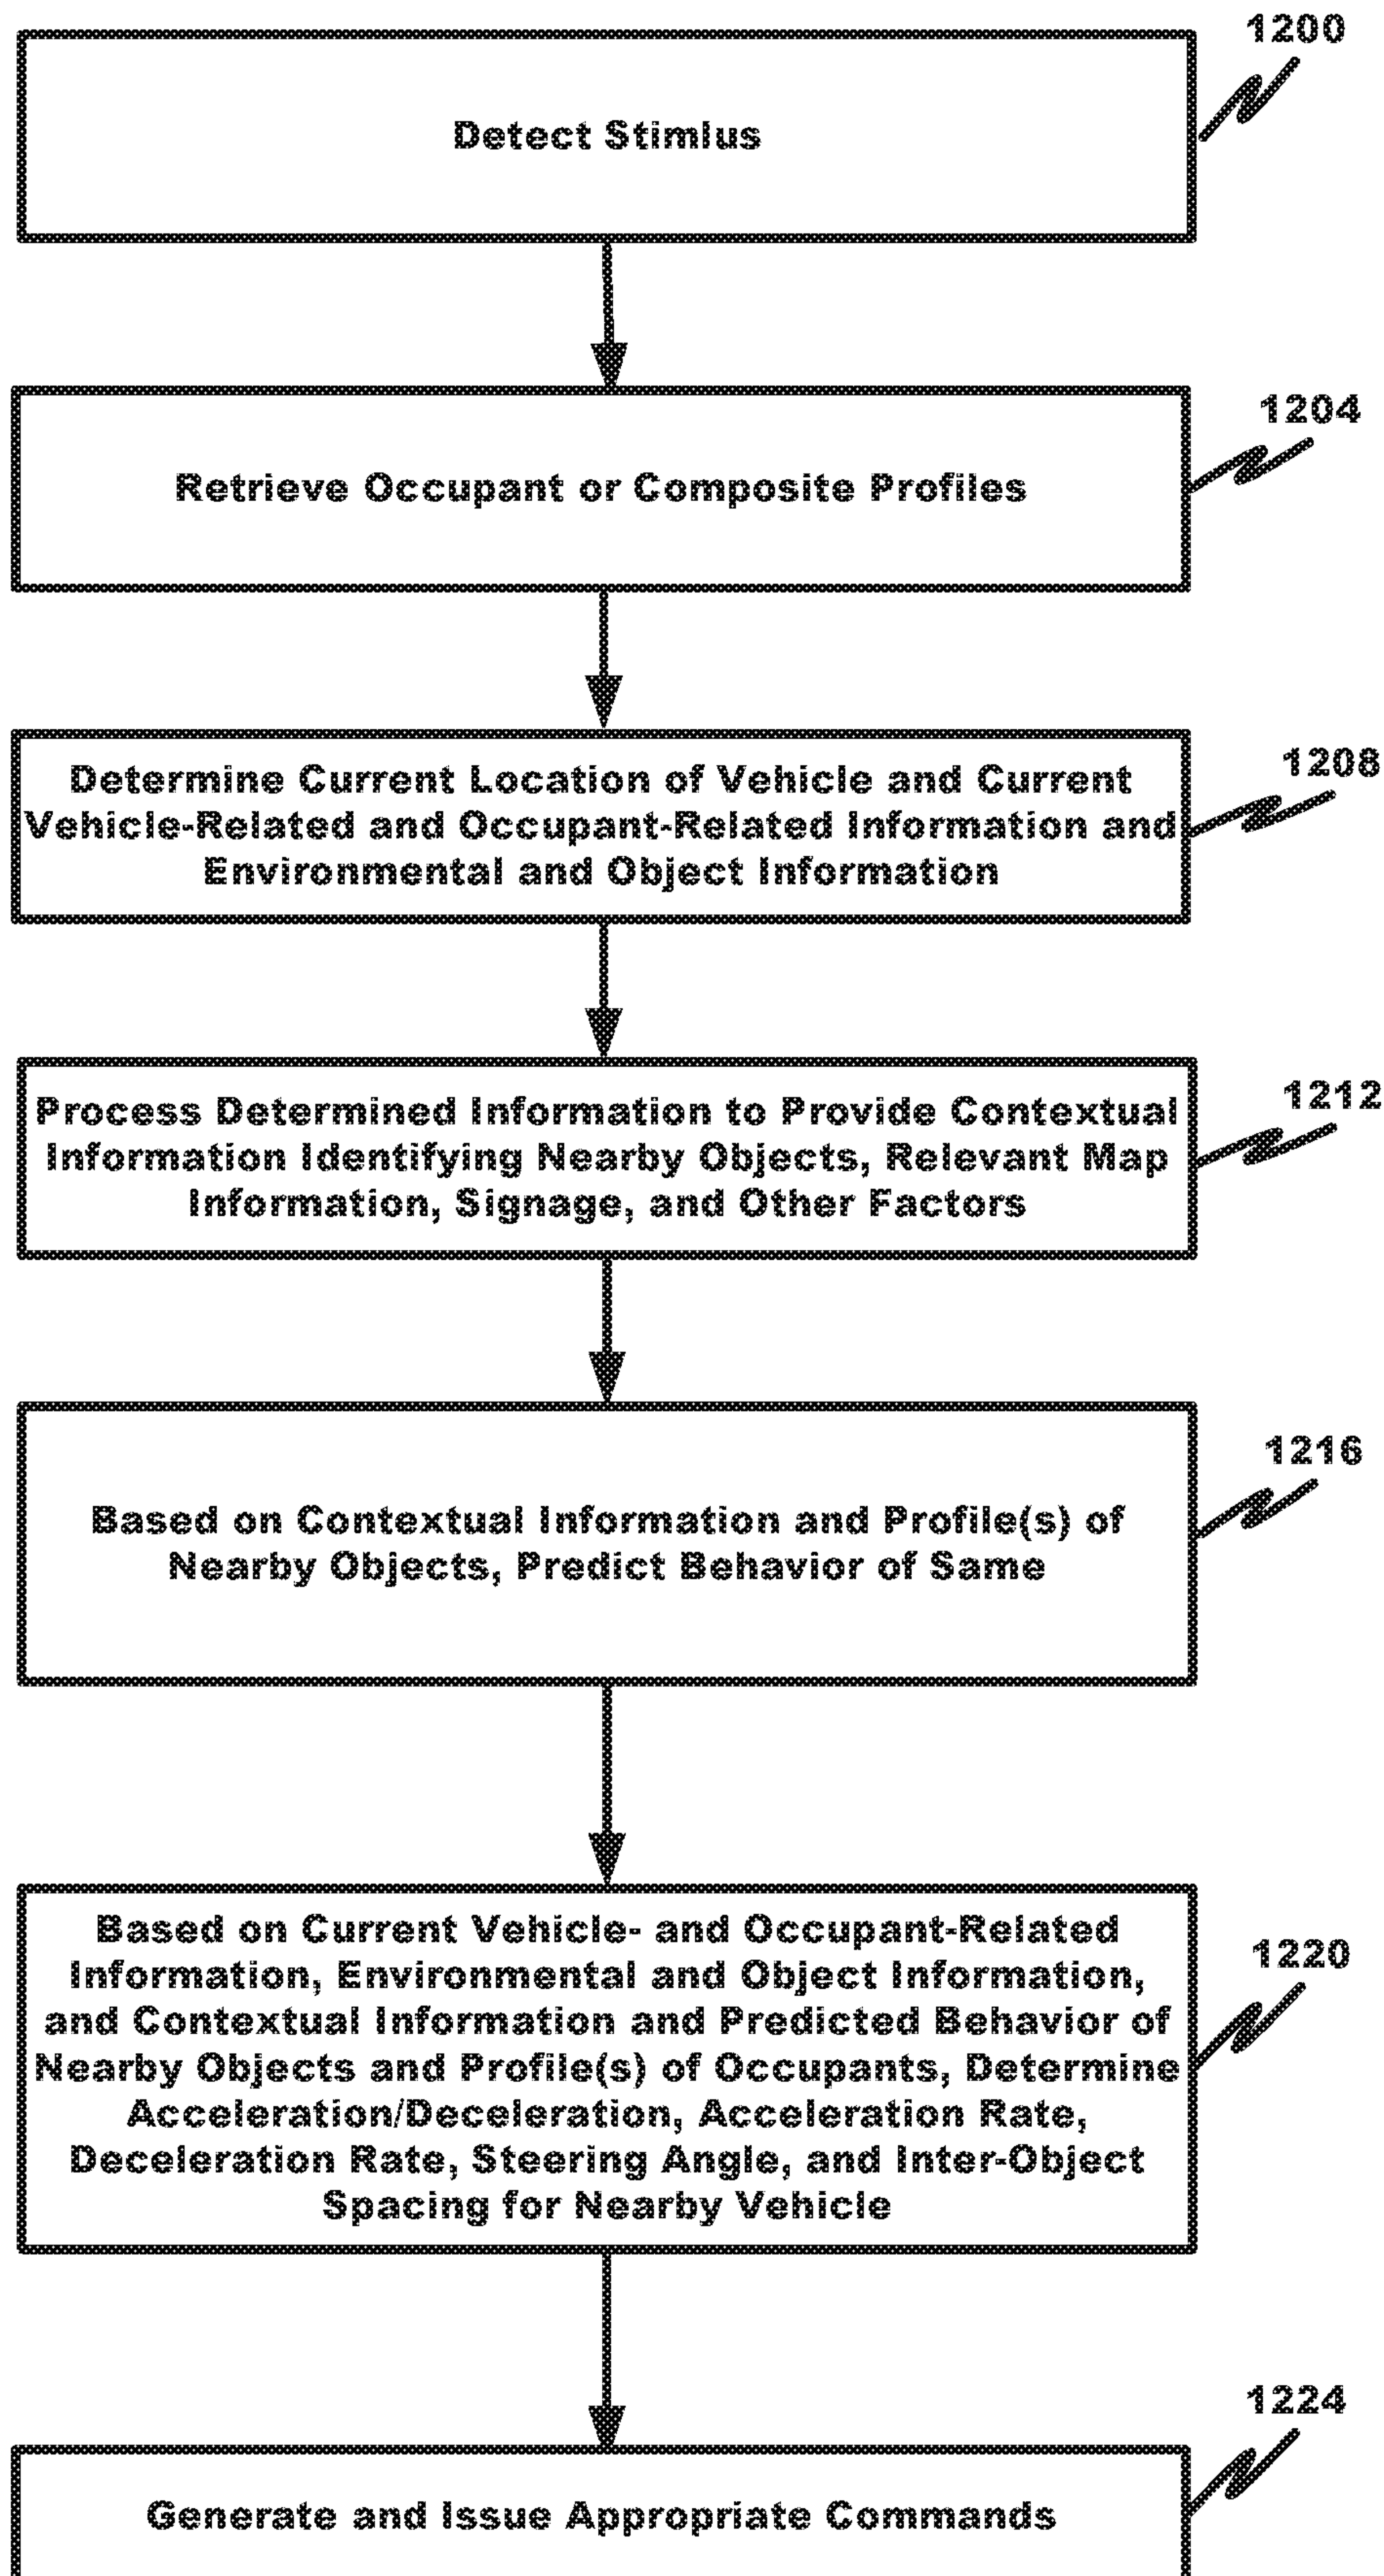 1200
Detect Stimlus
1204
Retrieve Occupant or Composite Profiles
1208
Determine Current Location of Vehicle and Current
Vehicle-Related and Occupant-Related Information and
Environmental and Object Information
1212
Process Determined Information to Provide Contextual
Information Identifying Nearby Objects, Relevant Map
Information, Signage, and Other Factors
1216
Based on Contextual Information and Profile(s) of
Nearby Objects, Predict Behavior of Same
1220
Based on Current Vehicle- and Occupant-Related
Information, Environmental and Object Information,
and Contextual Information and Predicted Behavior of
Nearby Objects and Profile(s) of Occupants, Determine
Acceleration/Deceleration, Acceleration Rate,
Deceleration Rate, Steering Angle, and Inter-Object
Spacing for Nearby Vehicle
1224
Generate and Issue Appropriate Commands